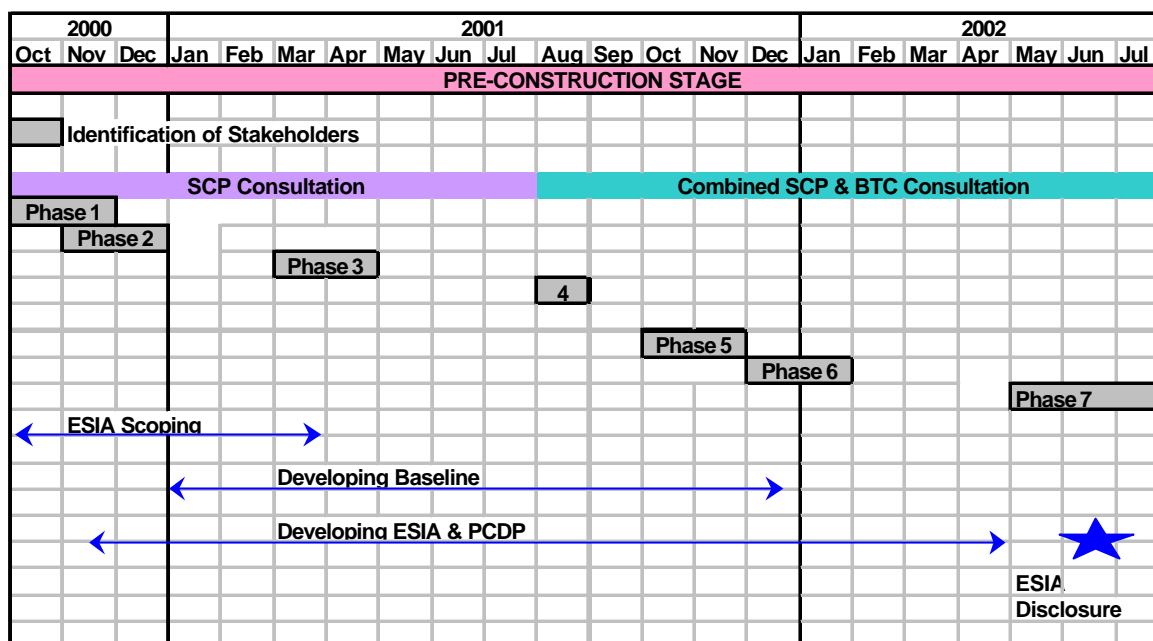 2000 2001 2002
Oct Nov Dec Jan Feb Mar Apr May Jun Jul Aug Sep Oct Nov Dec Jan Feb Mar Apr May Jun Jul
PRE-CONSTRUCTION STAGE
Identification of Stakeholders
SCP Consultation Combined SCP & BTC Consultation
Phase 1
Phase 2
Phase 3
4
Phase 5
Phase 6
Phase 7
ESIA Scoping
Developing Baseline
Developing ESIA & PCDP
ESIA
Disclosure